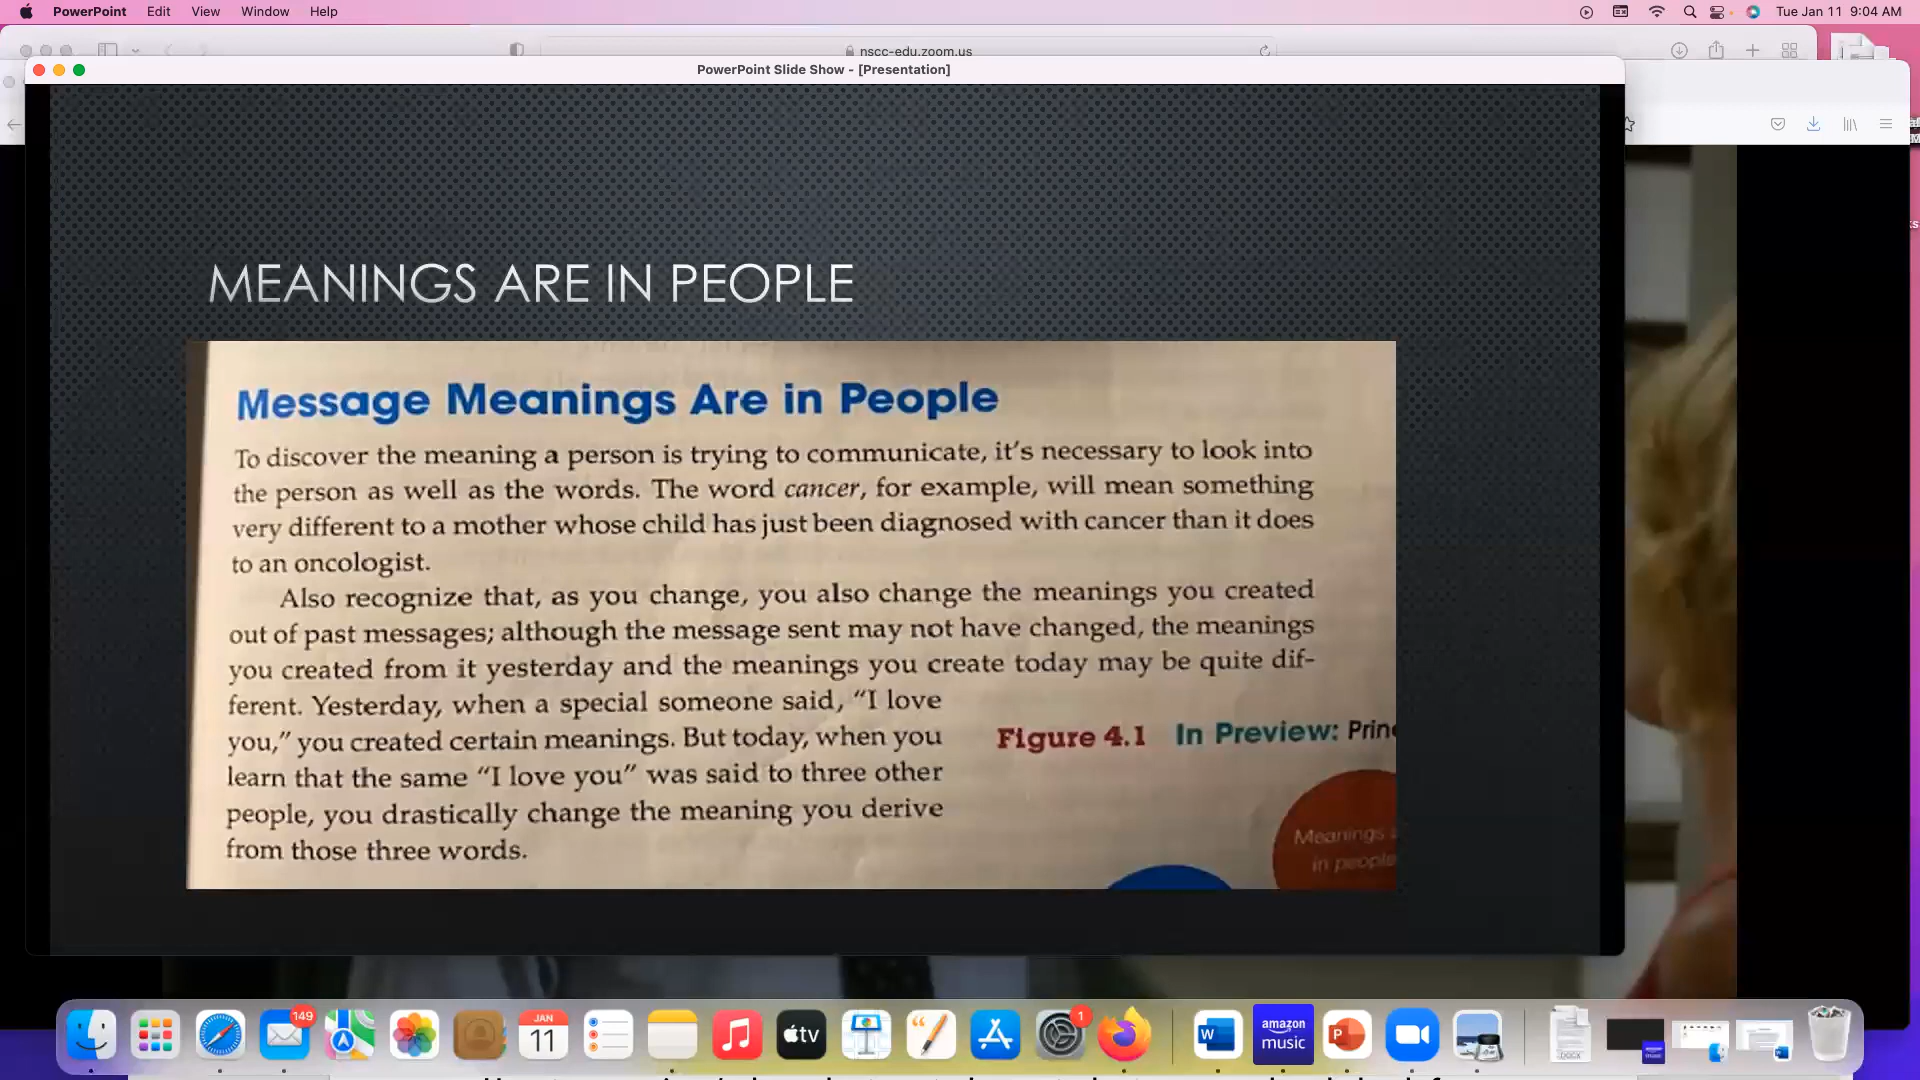 PowerPoint Edit View Window Help
Tue Jan 11 9:04 AM
nscc-edu.zoom.us
PowerPoint Slide Show - [Presentation]
MEANINGS ARE IN PEOPLE
Message Meanings Are in People
To discover the meaning a person is trying to communicate, it's necessary to look into
the person as well as the words. The word cancer, for example, will mean something
very different to a mother whose child has just been diagnosed with cancer than it does
to an oncologist.
Also recognize that, as you change, you also change the meanings you created
out of past messages; although the message sent may not have changed, the meanings
you created from it yesterday and the meanings you create today may be quite dif-
ferent. Yesterday, when a special someone said, “I love
you,” you created certain meanings. But today, when you
learn that the same “I love you” was said to three other
people, you drastically change the meaning you derive
from those three words.
Figure 4.1 In Preview:
Meanings
in people
149
JAN
11
tv
1
W
amazon
music
P
DOCX